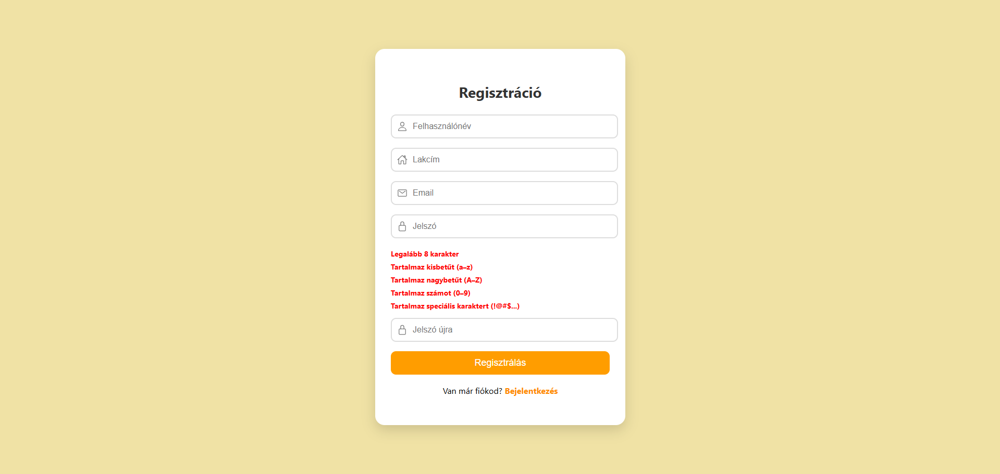 Regisztráció
Felhasználónév
Lakcím
Email
Jelszó
Legalább 8 karakter
Tartalmaz kisbetűt (a–z)
Tartalmaz nagybetűt (A–Z)
Tartalmaz számot (0–9)
Tartalmaz speciális karaktert (!@#$...)
Jelszó újra
Regisztrálás
Van már fiókod? Bejelentkezés